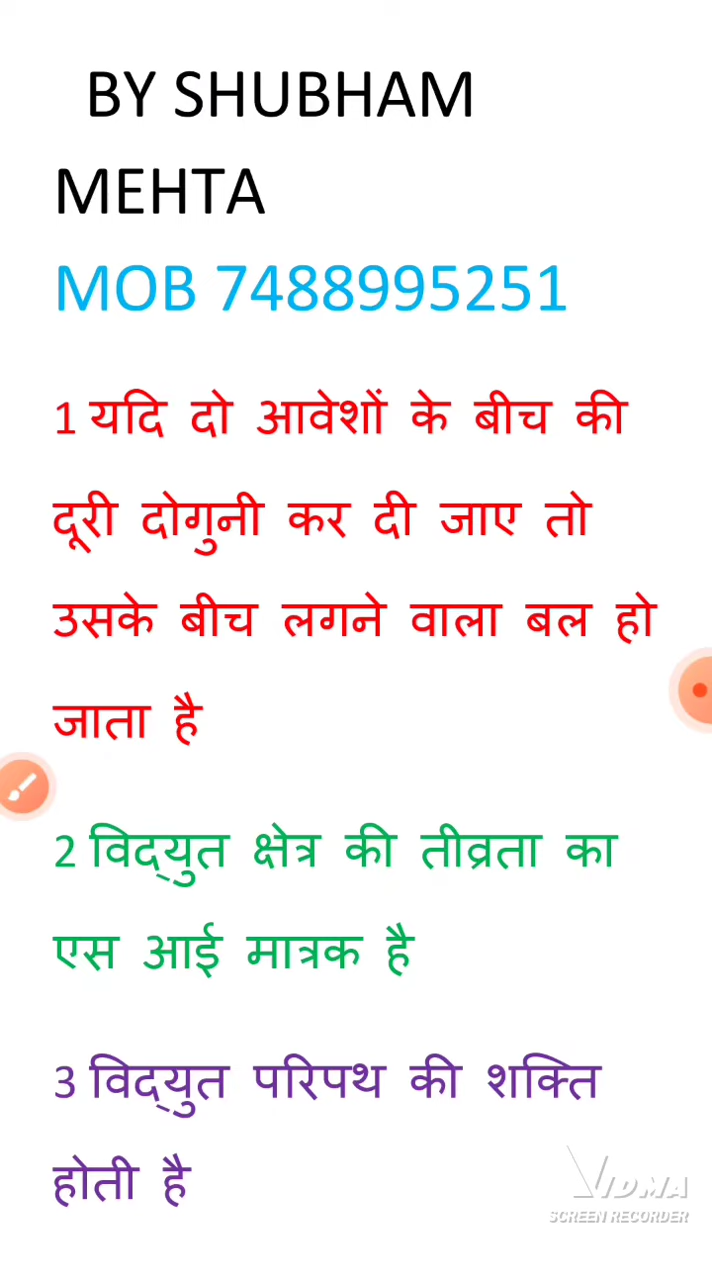 BY SHUBHAM
MEHTA
MOB 7488995251
1 यदि दो आवेशों के बीच की
दूरी दोगुनी कर दी जाए तो
उसके बीच लगने वाला बल हो
जाता है
2 विद्युत क्षेत्र की तीव्रता का
एस आई मात्रक है
3 विद्युत परिपथ की शक्ति
होती है
VIDMA
SCREEN RECORDER